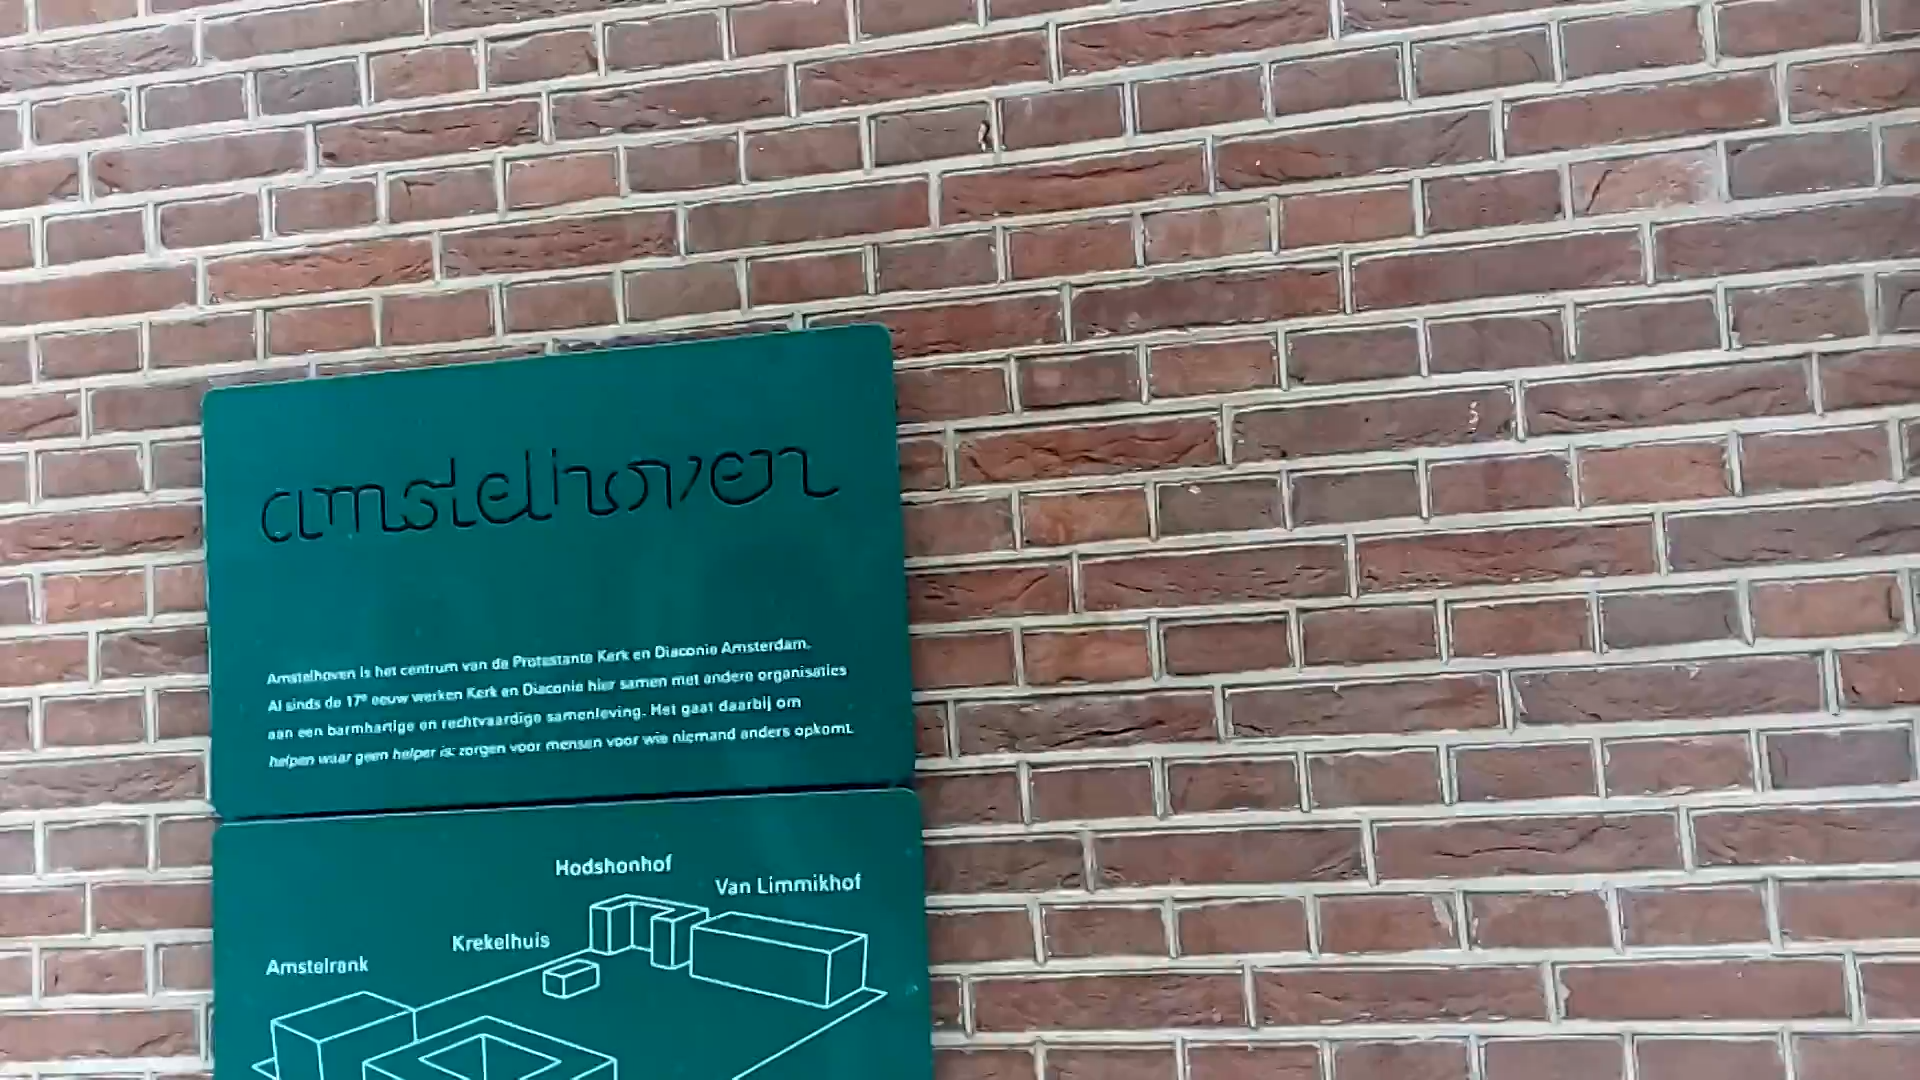 amstelhoven
Amstelhoven is het centrum van de Protestante Kerk en Diaconie Amsterdam.
Al sinds de 17e eeuw werken Kerk en Diaconie hier samen met andere organisaties
aan een barmhartige en rechtvaardige samenleving. Het gaat daarbij om
helpen waar geen helper is: zorgen voor mensen voor wie niemand anders opkomt.
Hodshonhof
Van Limmikhof
Krekelhuis
Amstelrank